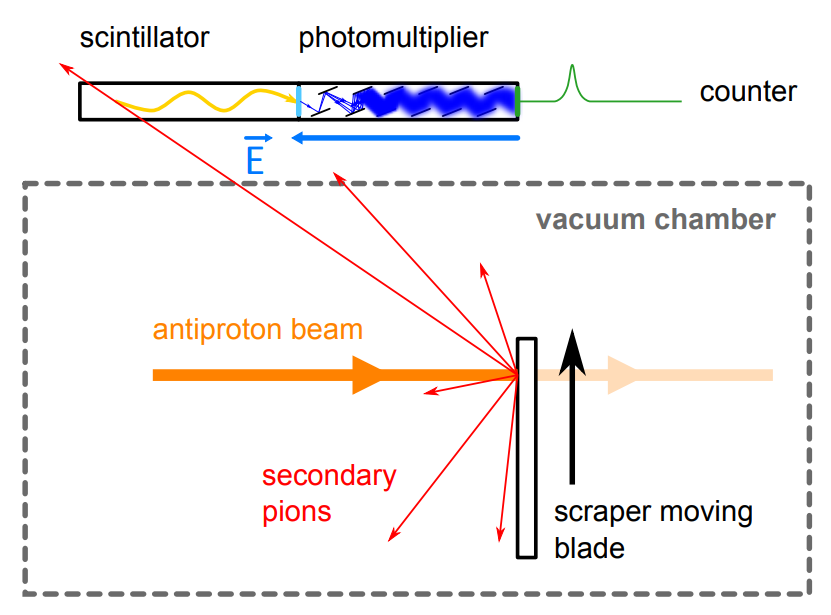 scintillator
photomultiplier
counter
E
vacuum chamber
antiproton beam
secondary
pions
scraper moving
blade